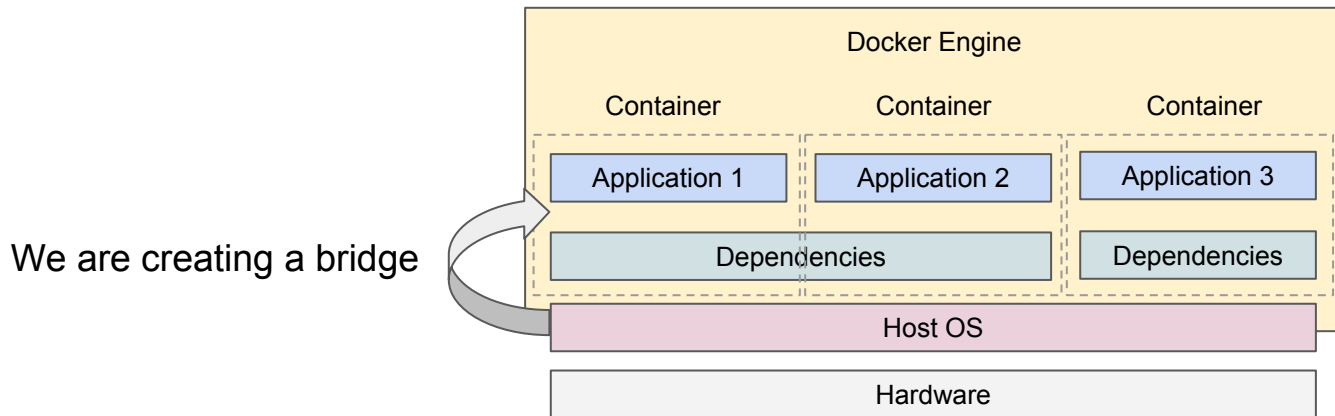 Docker Engine
Container
Container
Container
Application 1
Application 2
Application 3
We are creating a bridge
Dependencies
Dependencies
Host OS
Hardware